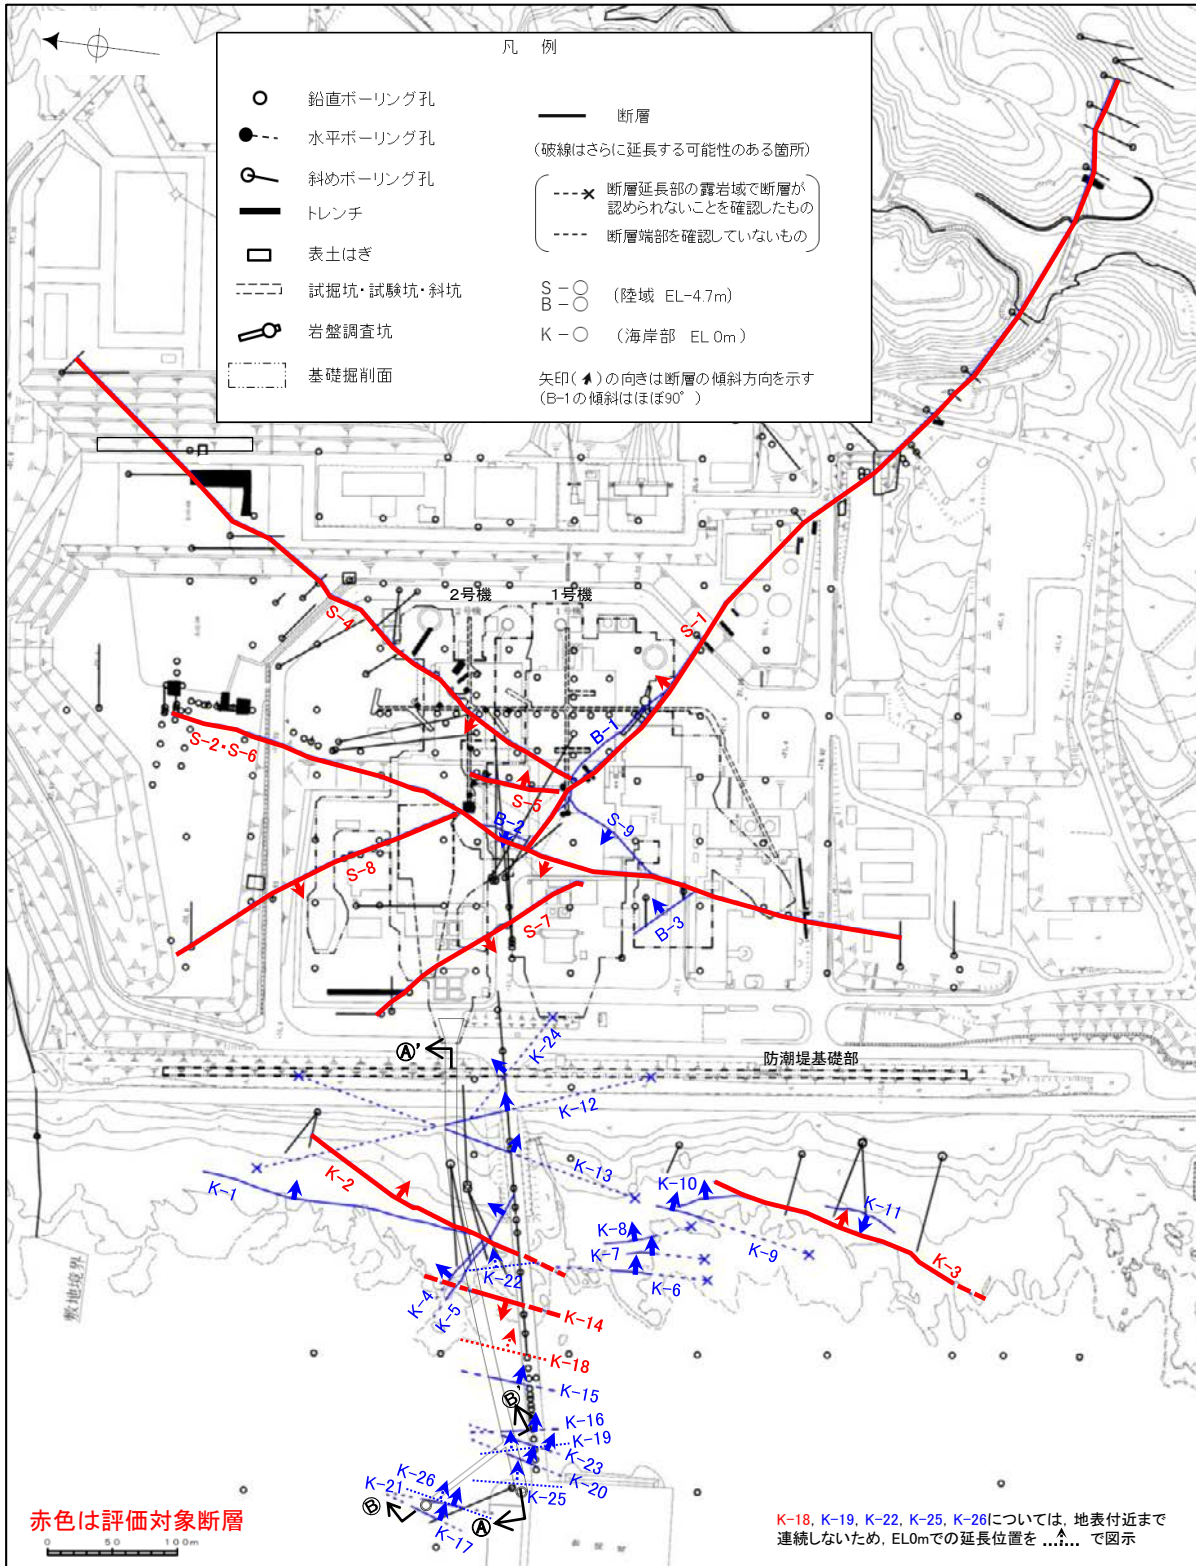 凡 例
鉛直ボーリング孔
水平ボーリング孔
斜めボーリング孔
トレンチ
表土はぎ
試掘坑・試験坑・斜坑
岩盤調査坑
基礎掘削面
断層
(破線はさらに延長する可能性のある箇所)
断層延長部の露岩域で断層が
認められないことを確認したもの
断層端部を確認していないもの
S-○
B-○
(陸域 EL-4.7m)
K-○ (海岸部 EL 0m)
矢印( )の向きは断層の傾斜方向を示す
(B-1の傾斜はほぼ90°)
2号機
1号機
S-4
S-1
S-2・S-6
B-1
S-5
B-2
S-9
S-8
S-7
B-3
K-24
Ⓐ'
防潮堤基礎部
K-12
K-2
K-13
K-1
K-10
K-11
K-8
K-7
K-9
K-22
K-6
K-3
K-4
K-5
K-14
敷地境界
K-18
K-15
Ⓑ'
K-16
K-19
K-23
K-26
K-21
K-20
K-25
Ⓑ
Ⓐ
K-17
赤色は評価対象断層
0 50 100m
K-18, K-19, K-22, K-25, K-26については, 地表付近まで
連続しないため, EL0mでの延長位置を で図示